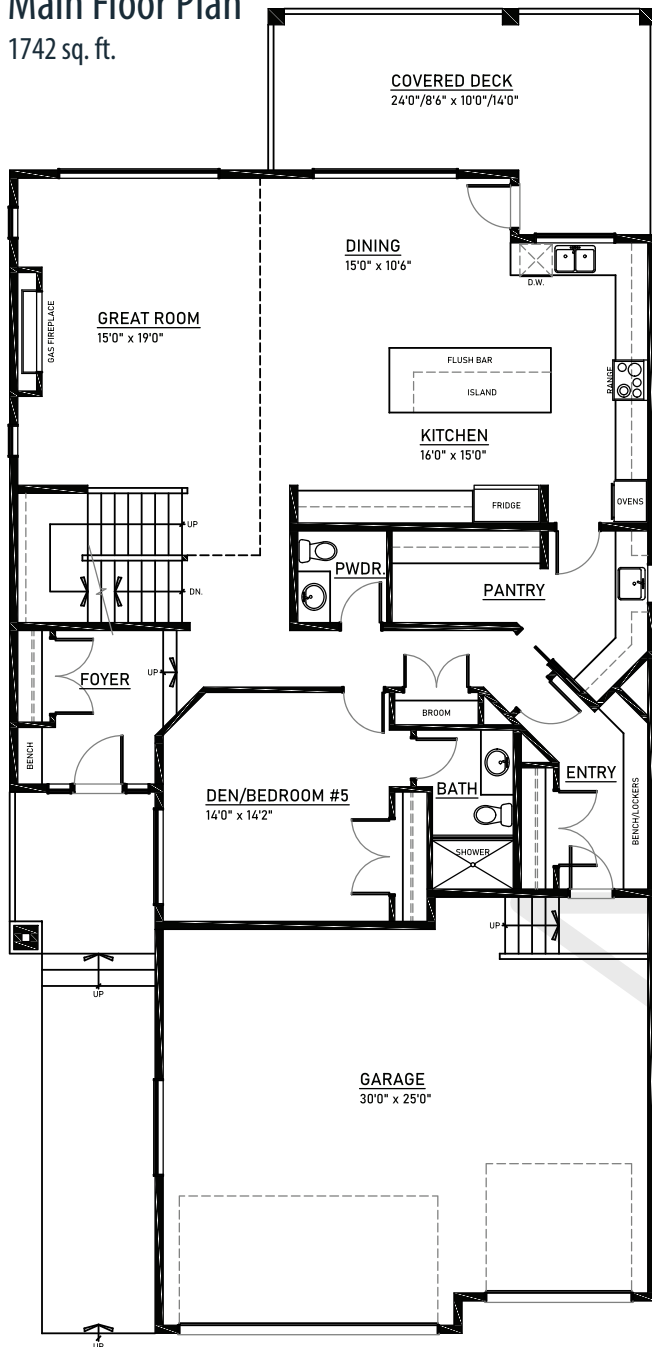 Main Floor Plan
1742 sq. ft.
COVERED DECK
24'0"/8'6" x 10'0"/14'0"
DINING
15'0" x 10'6"
D.W.
GREAT ROOM
15'0" x 19'0"
GAS FIREPLACE
FLUSH BAR
ISLAND
RANGE
KITCHEN
16'0" x 15'0"
FRIDGE
OVENS
UP
DN.
PWDR.
PANTRY
FOYER
UP
BROOM
BENCH
DEN/BEDROOM #5
14'0" x 14'2"
BATH
ENTRY
BENCH/LOCKERS
SHOWER
UP
UP
GARAGE
30'0" x 25'0"
UP